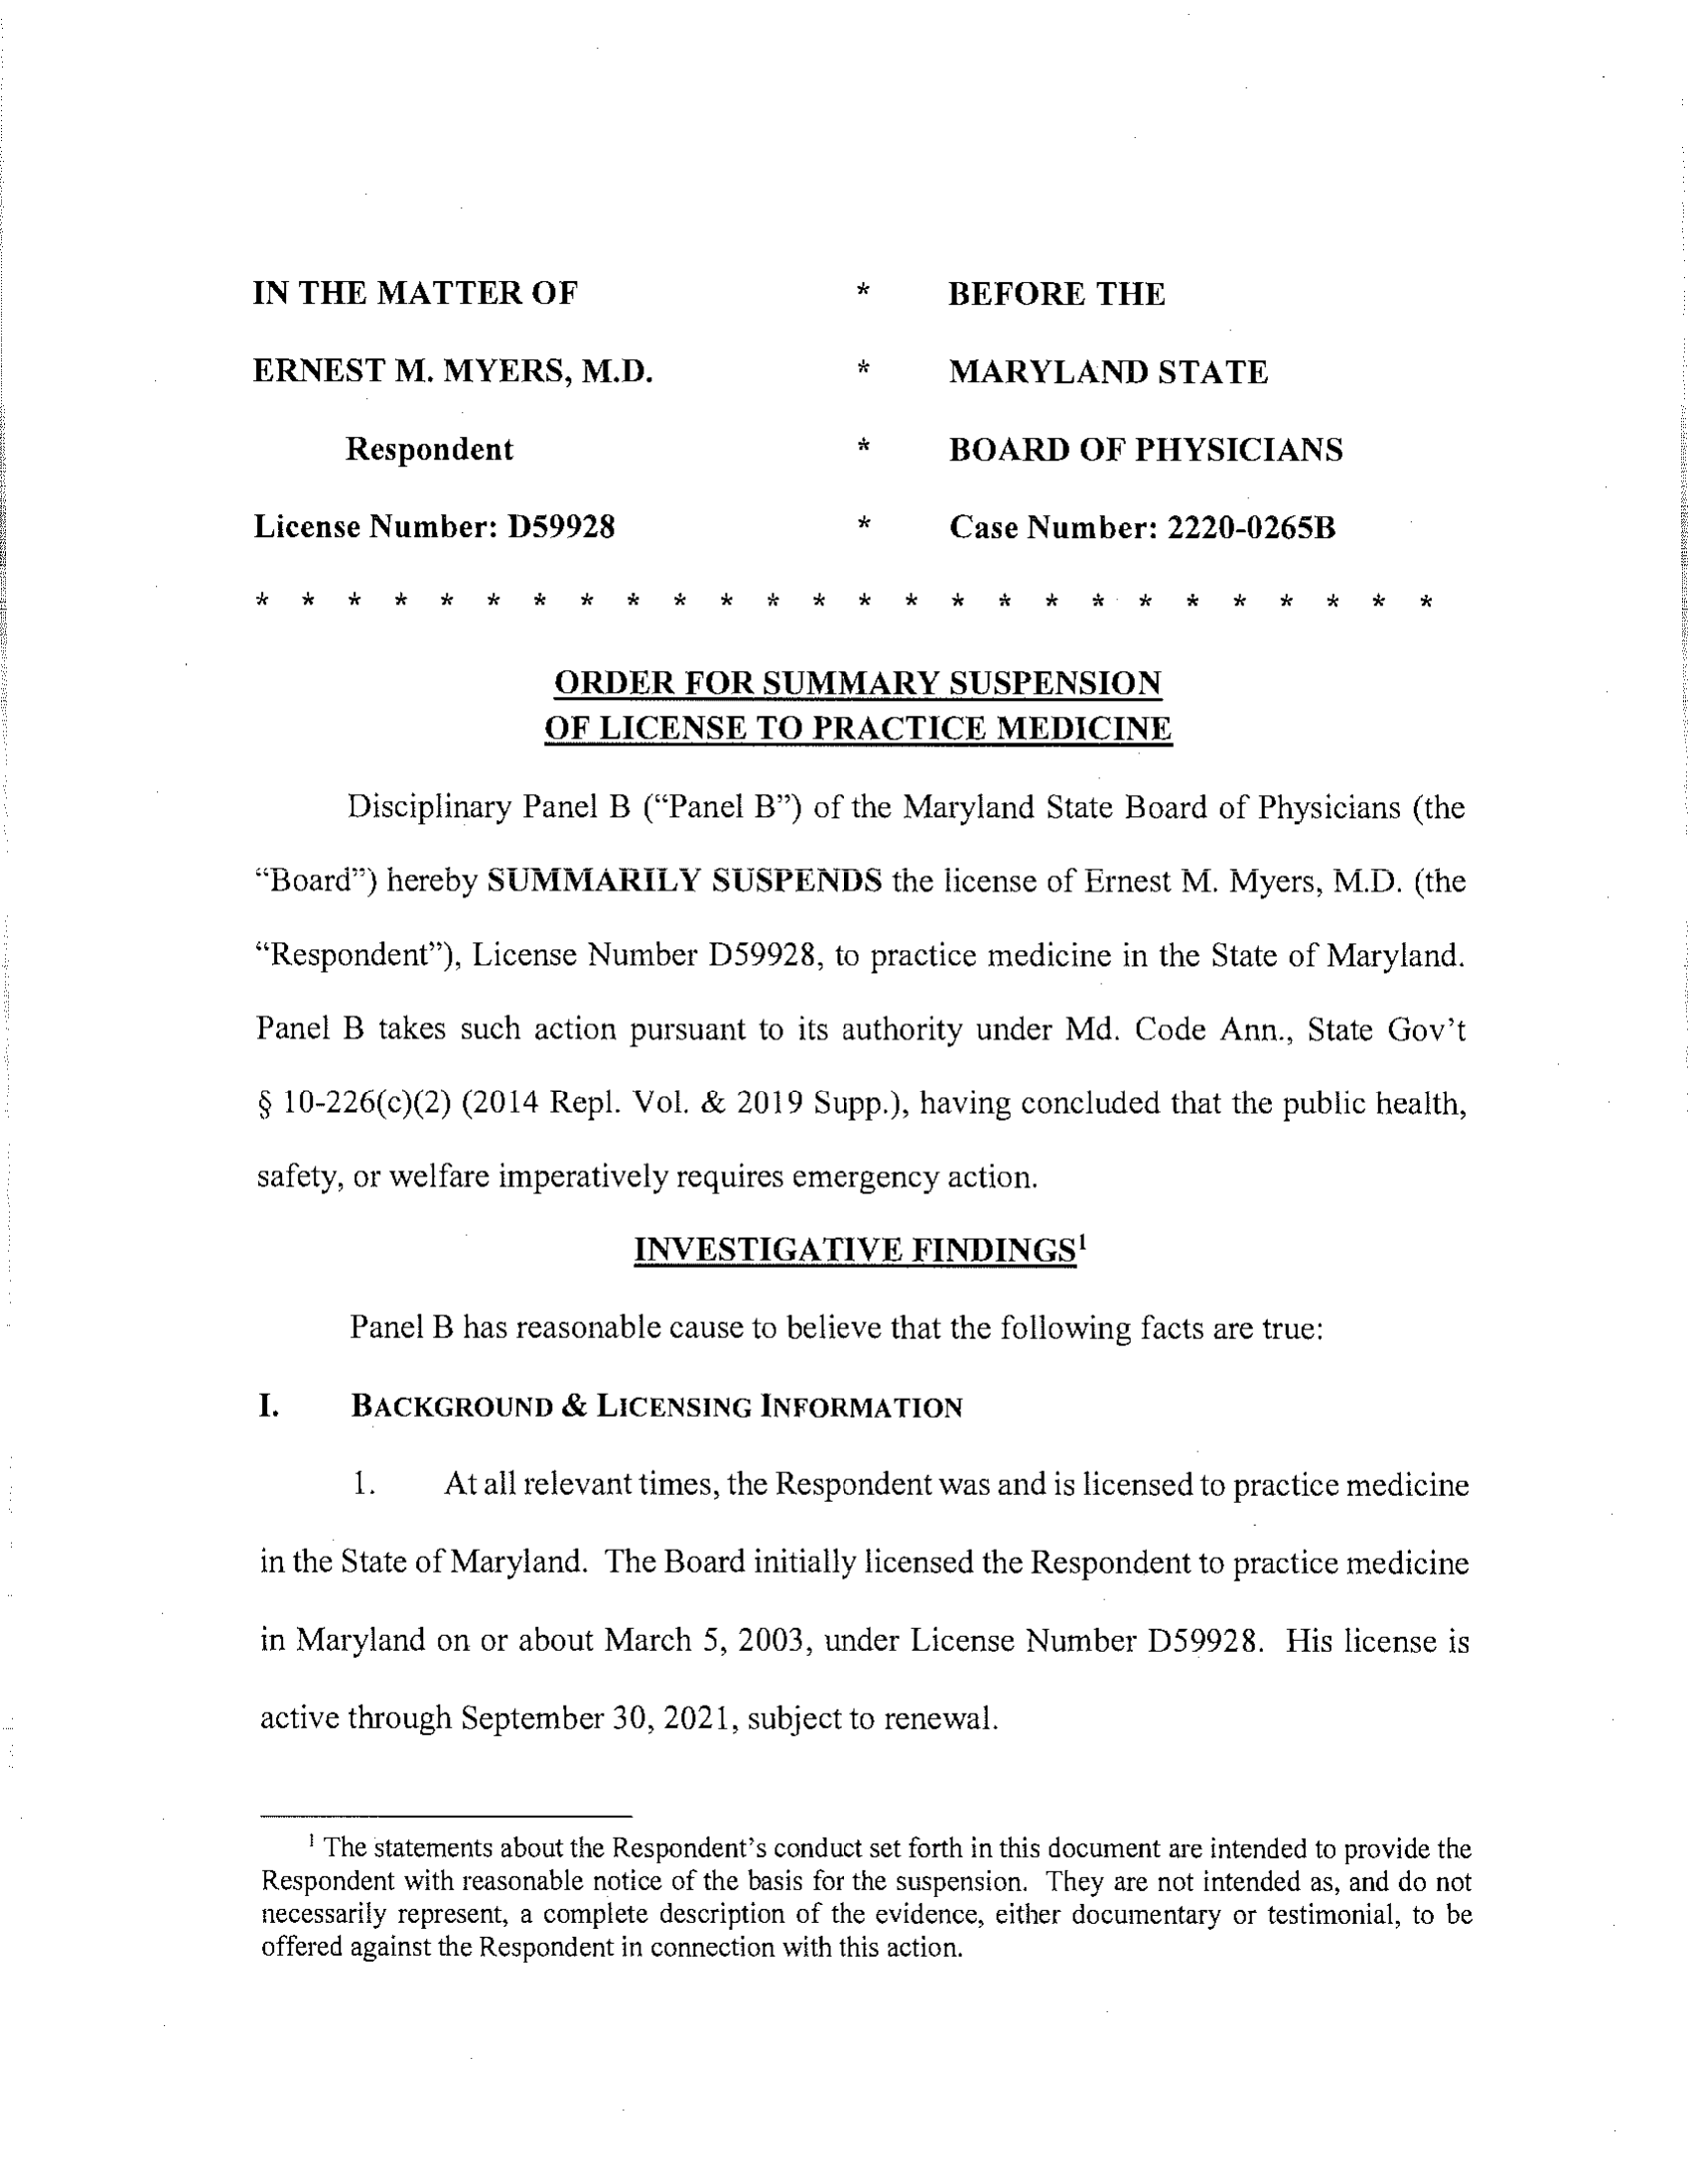 IN THE MATTER OF * BEFORE THE
ERNEST M. MYERS, M.D. * MARYLAND STATE
Respondent * BOARD OF PHYSICIANS
License Number: D59928 * Case Number: 2220-0265B
* * * * * * * * * * * * * * * * * * * * * * * * * *
ORDER FOR SUMMARY SUSPENSION
OF LICENSE TO PRACTICE MEDICINE
Disciplinary Panel B (“Panel B”) of the Maryland State Board of Physicians (the
“Board”) hereby SUMMARILY SUSPENDS the license of Ernest M. Myers, M.D. (the
“Respondent”), License Number D59928, to practice medicine in the State of Maryland.
Panel B takes such action pursuant to its authority under Md. Code Ann., State Gov’t
§ 10-226(c)(2) (2014 Repl. Vol. & 2019 Supp.), having concluded that the public health,
safety, or welfare imperatively requires emergency action.
INVESTIGATIVE FINDINGS¹
Panel B has reasonable cause to believe that the following facts are true:
I. BACKGROUND & LICENSING INFORMATION
1. At all relevant times, the Respondent was and is licensed to practice medicine
in the State of Maryland. The Board initially licensed the Respondent to practice medicine
in Maryland on or about March 5, 2003, under License Number D59928. His license is
active through September 30, 2021, subject to renewal.
¹ The statements about the Respondent’s conduct set forth in this document are intended to provide the
Respondent with reasonable notice of the basis for the suspension. They are not intended as, and do not
necessarily represent, a complete description of the evidence, either documentary or testimonial, to be
offered against the Respondent in connection with this action.